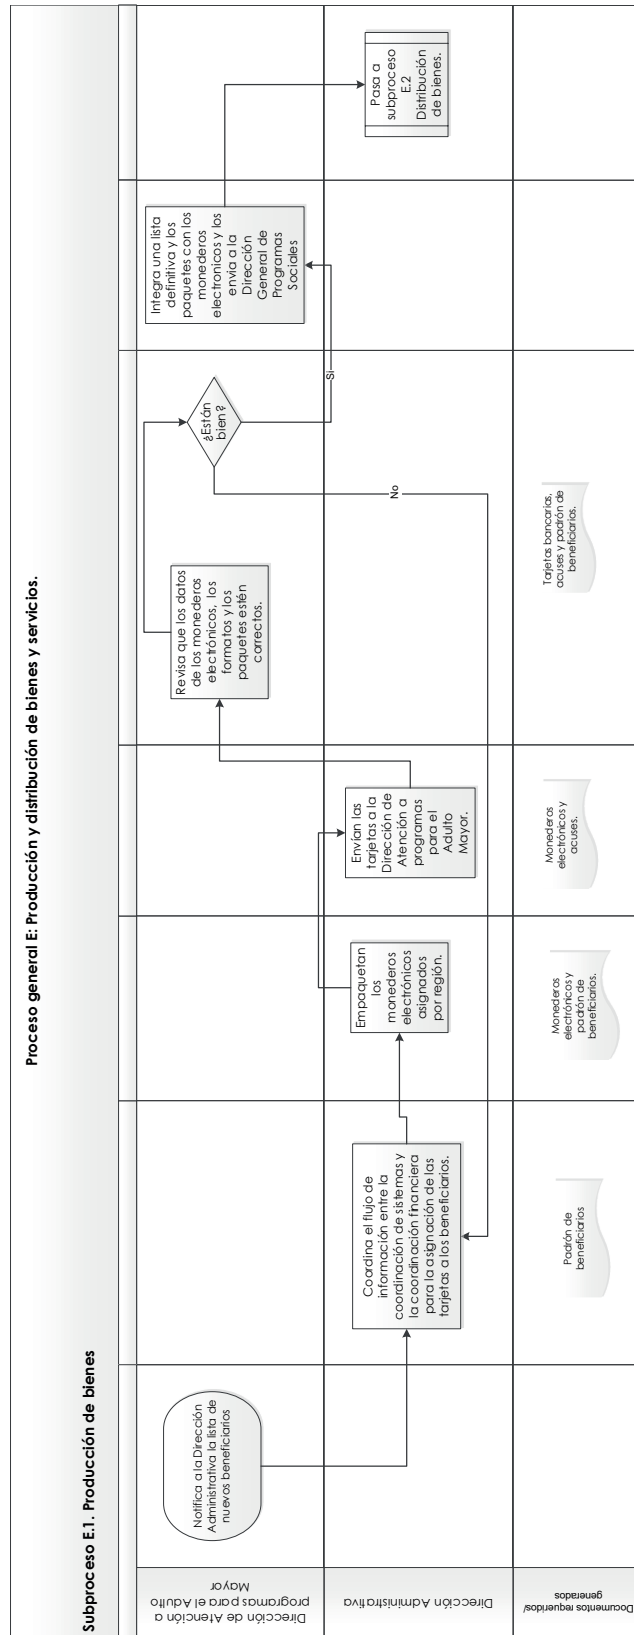 Proceso general E: Producción y distribución de bienes y servicios.
Subproceso E.1. Producción de bienes
Dirección de Atención a
programas para el Adulto
Mayor
Notifica a la Dirección
Administrativa la lista de
nuevos beneficiarios
Revisa que los datos
de los monederos
electrónicos, los
formatos y los
paquetes estén
correctos.
¿Están
bien?
Integra una lista
definitiva y los
paquetes con los
monederos
electronicos y los
envia a la
Dirección
General de
Programas
Sociales
Dirección Administrativa
Coordina el flujo de
información entre la
coordinación de sistemas y
la coordinación financiera
para la asignación de las
tarjetas a los beneficiarios.
Empaquetan
los
monederos
electrónicos
asignados
por región.
Envían las
tarjetas a la
Dirección de
Atención a
programas
para el
Adulto
Mayor.
No
Si
Pasa a
subproceso
E.2
Distribución
de bienes.
Documentos requeridos/
generados
Padrón de
beneficiarios
Monederos
electrónicos y
padrón de
beneficiarios.
Monederos
electrónicos y
acuses.
Tarjetas bancarias,
acuses y padrón de
beneficiarios.